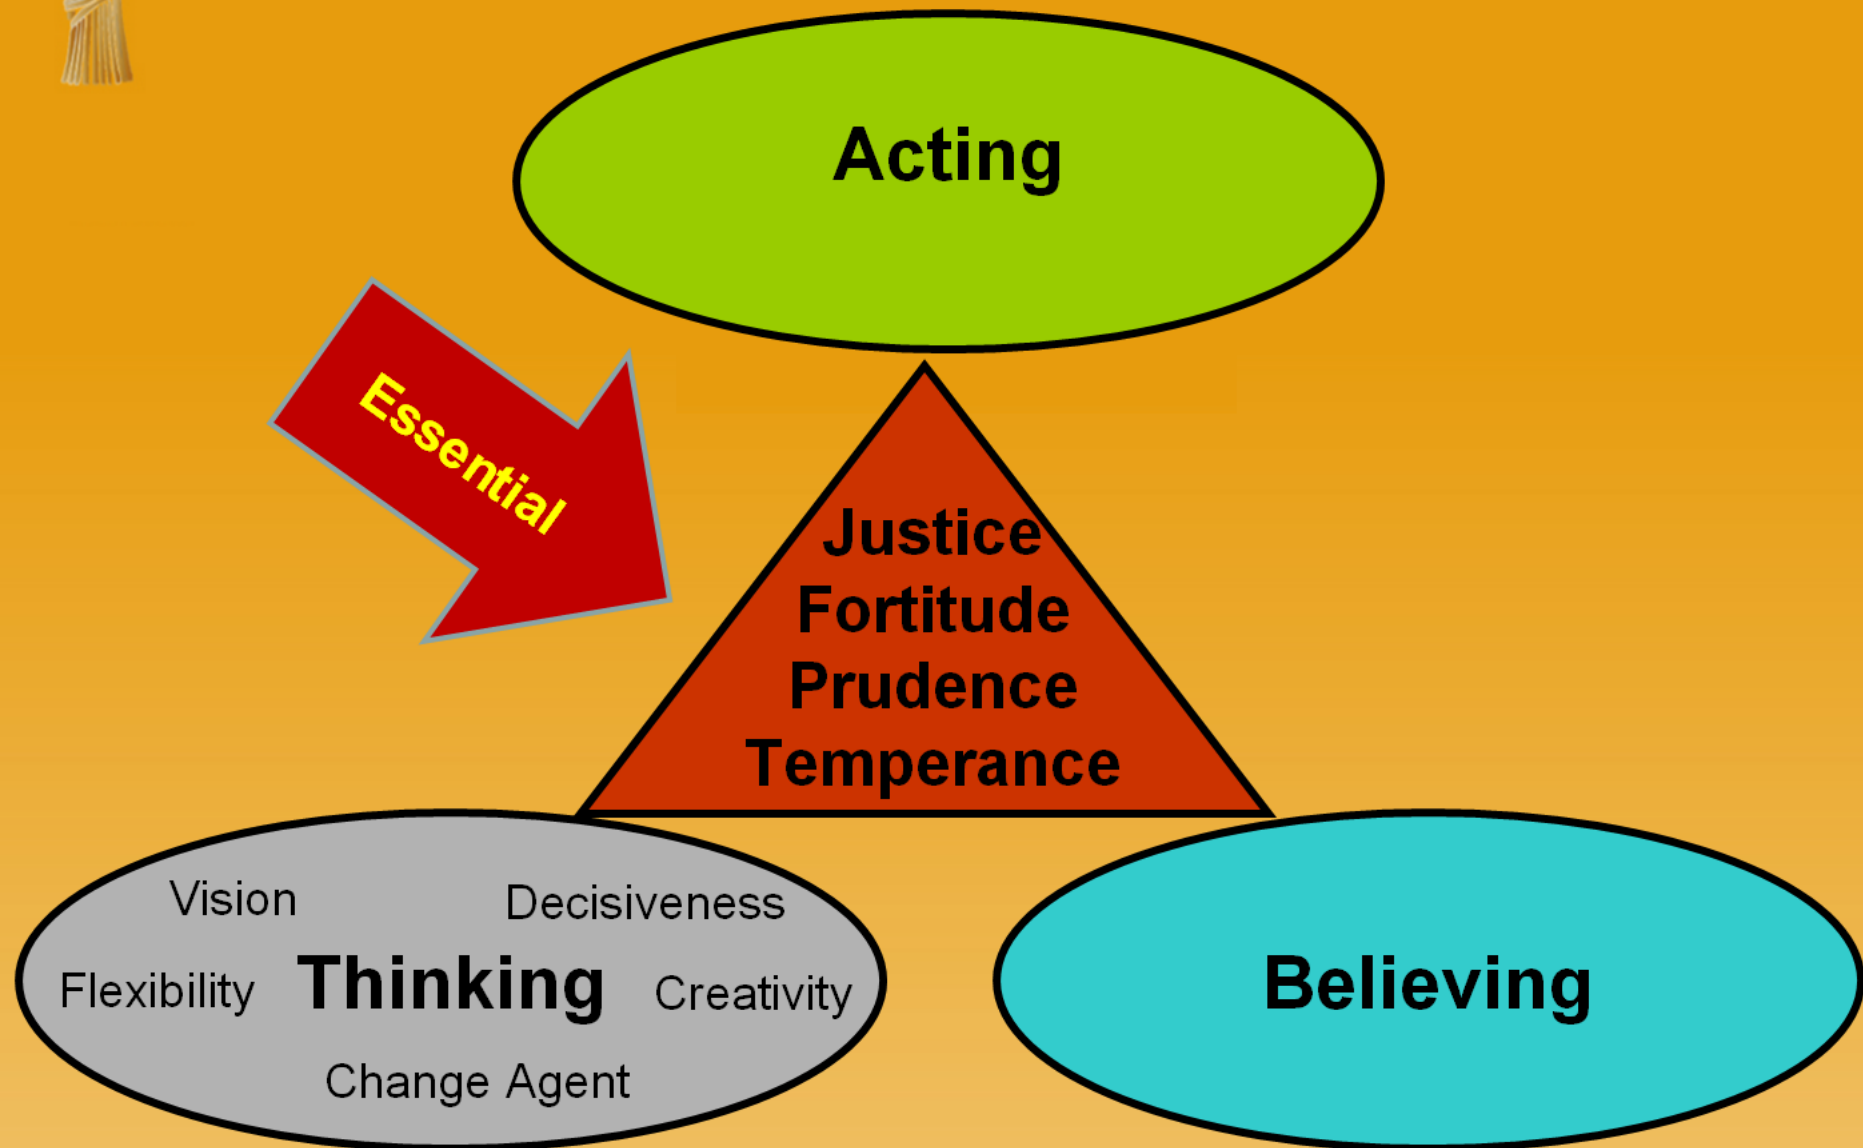 Acting
Essential
Justice
Fortitude
Prudence
Temperance
Vision Decisiveness
Flexibility Thinking Creativity
Change Agent
Believing